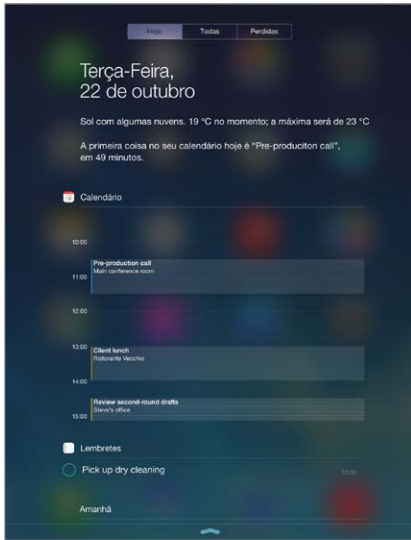 Hoje Todas Perdidas
Terça-Feira,
22 de outubro
Sol com algumas nuvens. 19 °C no momento; a máxima será de 23 °C
A primeira coisa no seu calendário hoje é “Pre-produciton call”,
em 49 minutos.
Calendário
10:00
Pre-production call
Main conference room
11:00
12:00
13:00
Client lunch
Ristorante Vecchio
14:00
Review second-round drafts
Steve's office
15:00
Lembretes
Pick up dry cleaning
Amanhã